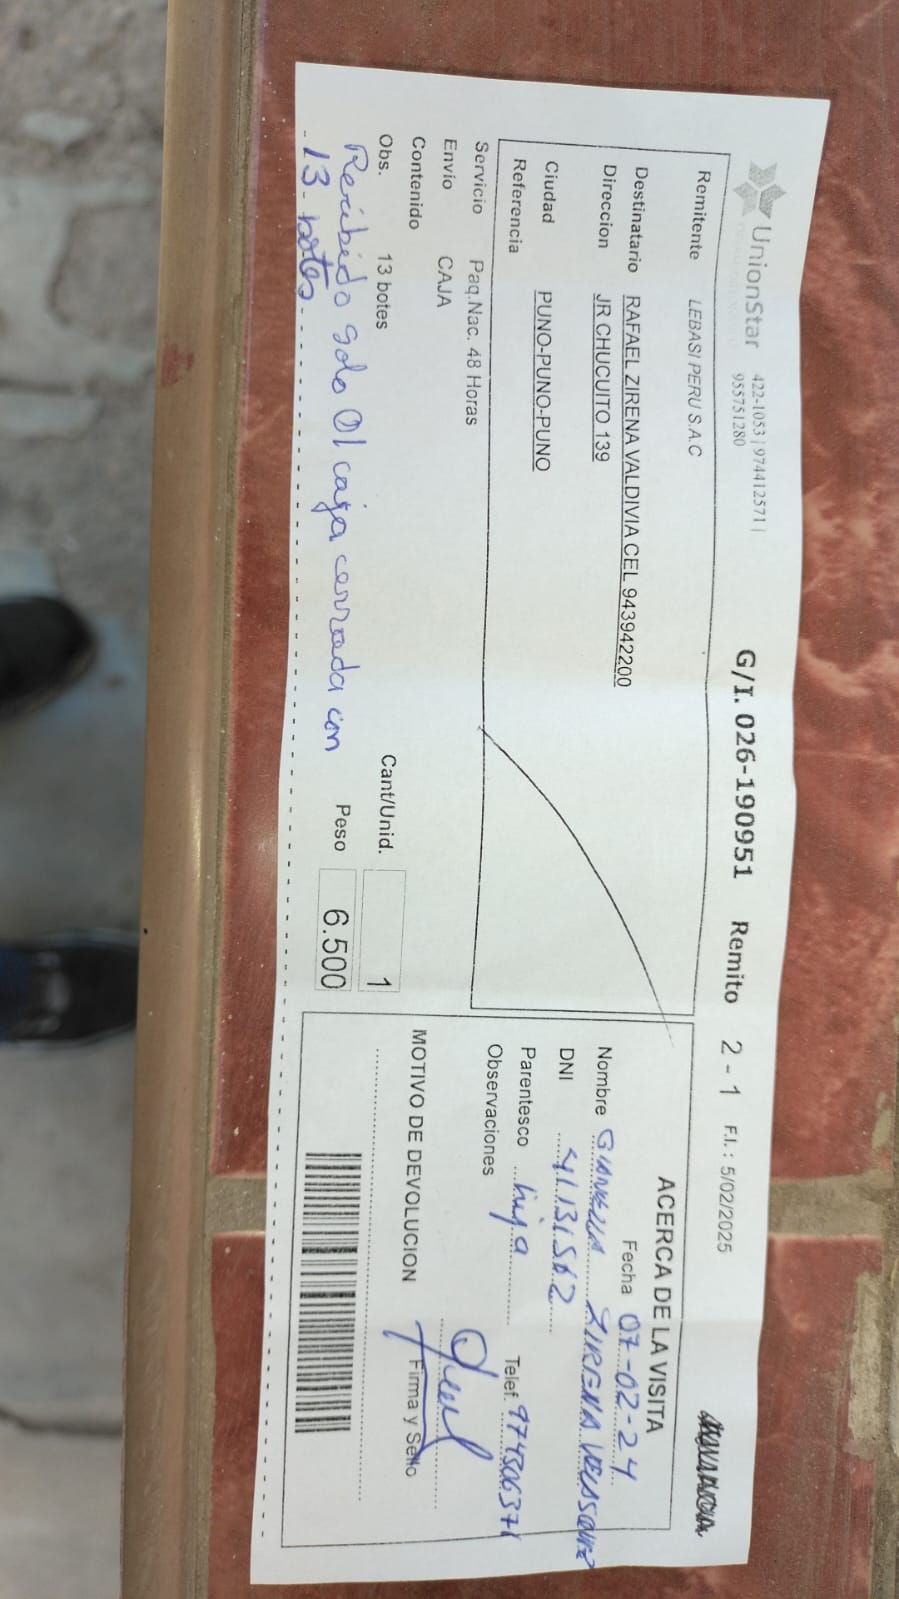 UnionStar 422-1053 | 974412571 |
955751280
G/I. 026-190951 Remito 2 - 1 F.I.: 5/02/2025
Remitente LEBASI PERU S.A.C
Destinatario RAFAEL ZIRENA VALDIVIA CEL 943942200
Direccion JR CHUCUITO 139
Ciudad PUNO-PUNO-PUNO
Referencia
Servicio Paq.Nac. 48 Horas
Envío CAJA
Contenido
Obs. 13 botes
Cant/Unid. 1
Peso 6.500
Recibido solo 01 caja cerrada con
13 botes
ACERCA DE LA VISITA
Fecha 07-02-24
Nombre ZIRENA
DNI 41131562
Parentesco hija Telef.
Observaciones
MOTIVO DE DEVOLUCION Firma y Sello